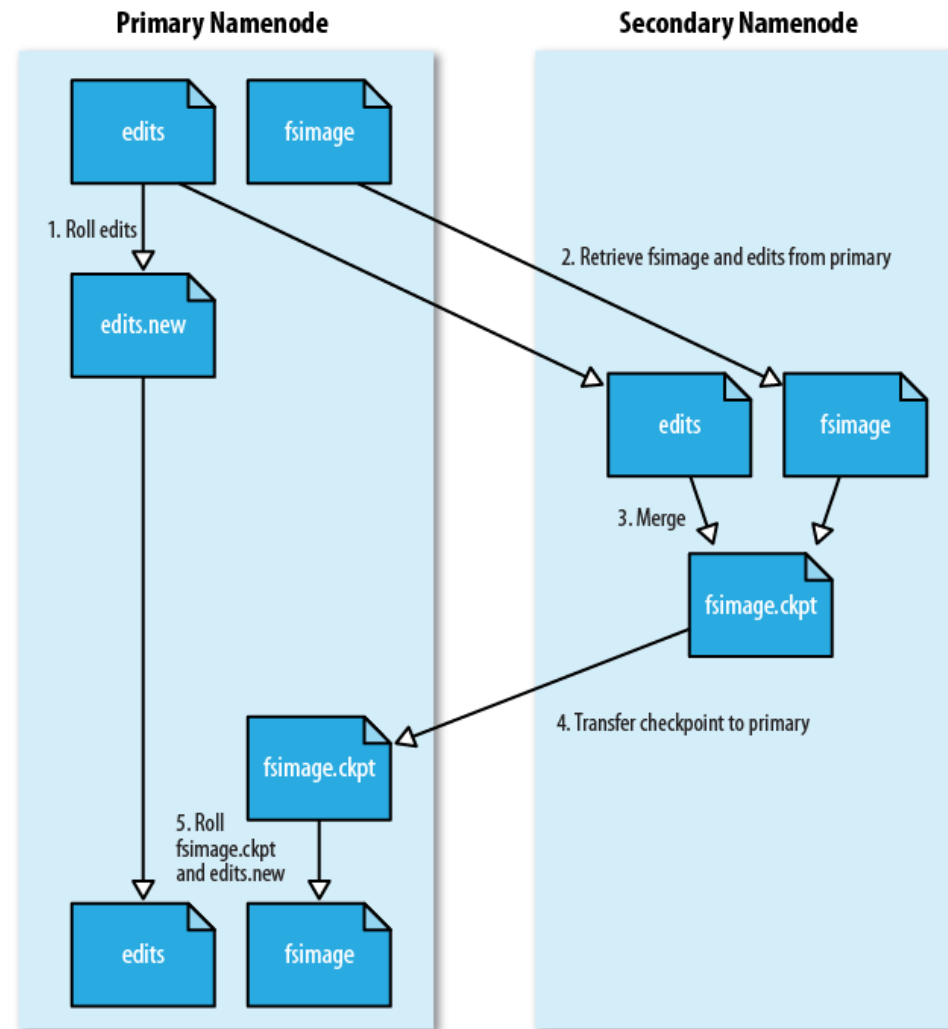 Primary Namenode
Secondary Namenode
edits
fsimage
1. Roll edits
2. Retrieve fsimage and edits from primary
edits.new
edits
fsimage
3. Merge
fsimage.ckpt
4. Transfer checkpoint to primary
fsimage.ckpt
5. Roll
fsimage.ckpt
and edits.new
edits
fsimage